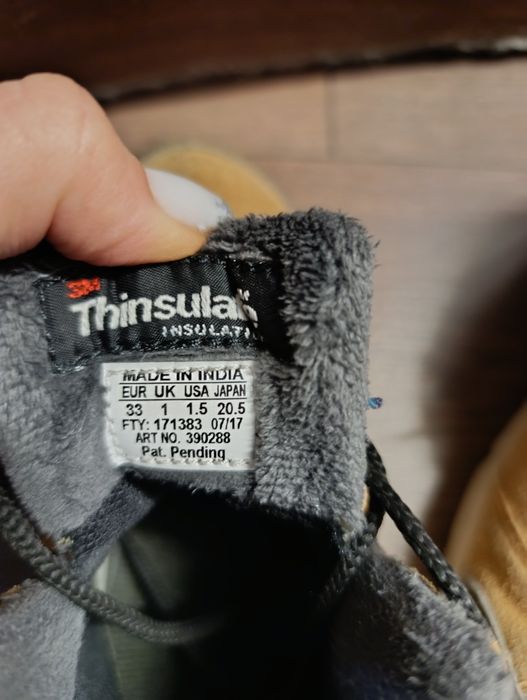 3M
Thinsula
INSULATI
MADE IN INDIA
EUR UK USA JAPAN
33 1 1.5 20.5
FTY: 171383 07/17
ART NO. 390288
Pat. Pending